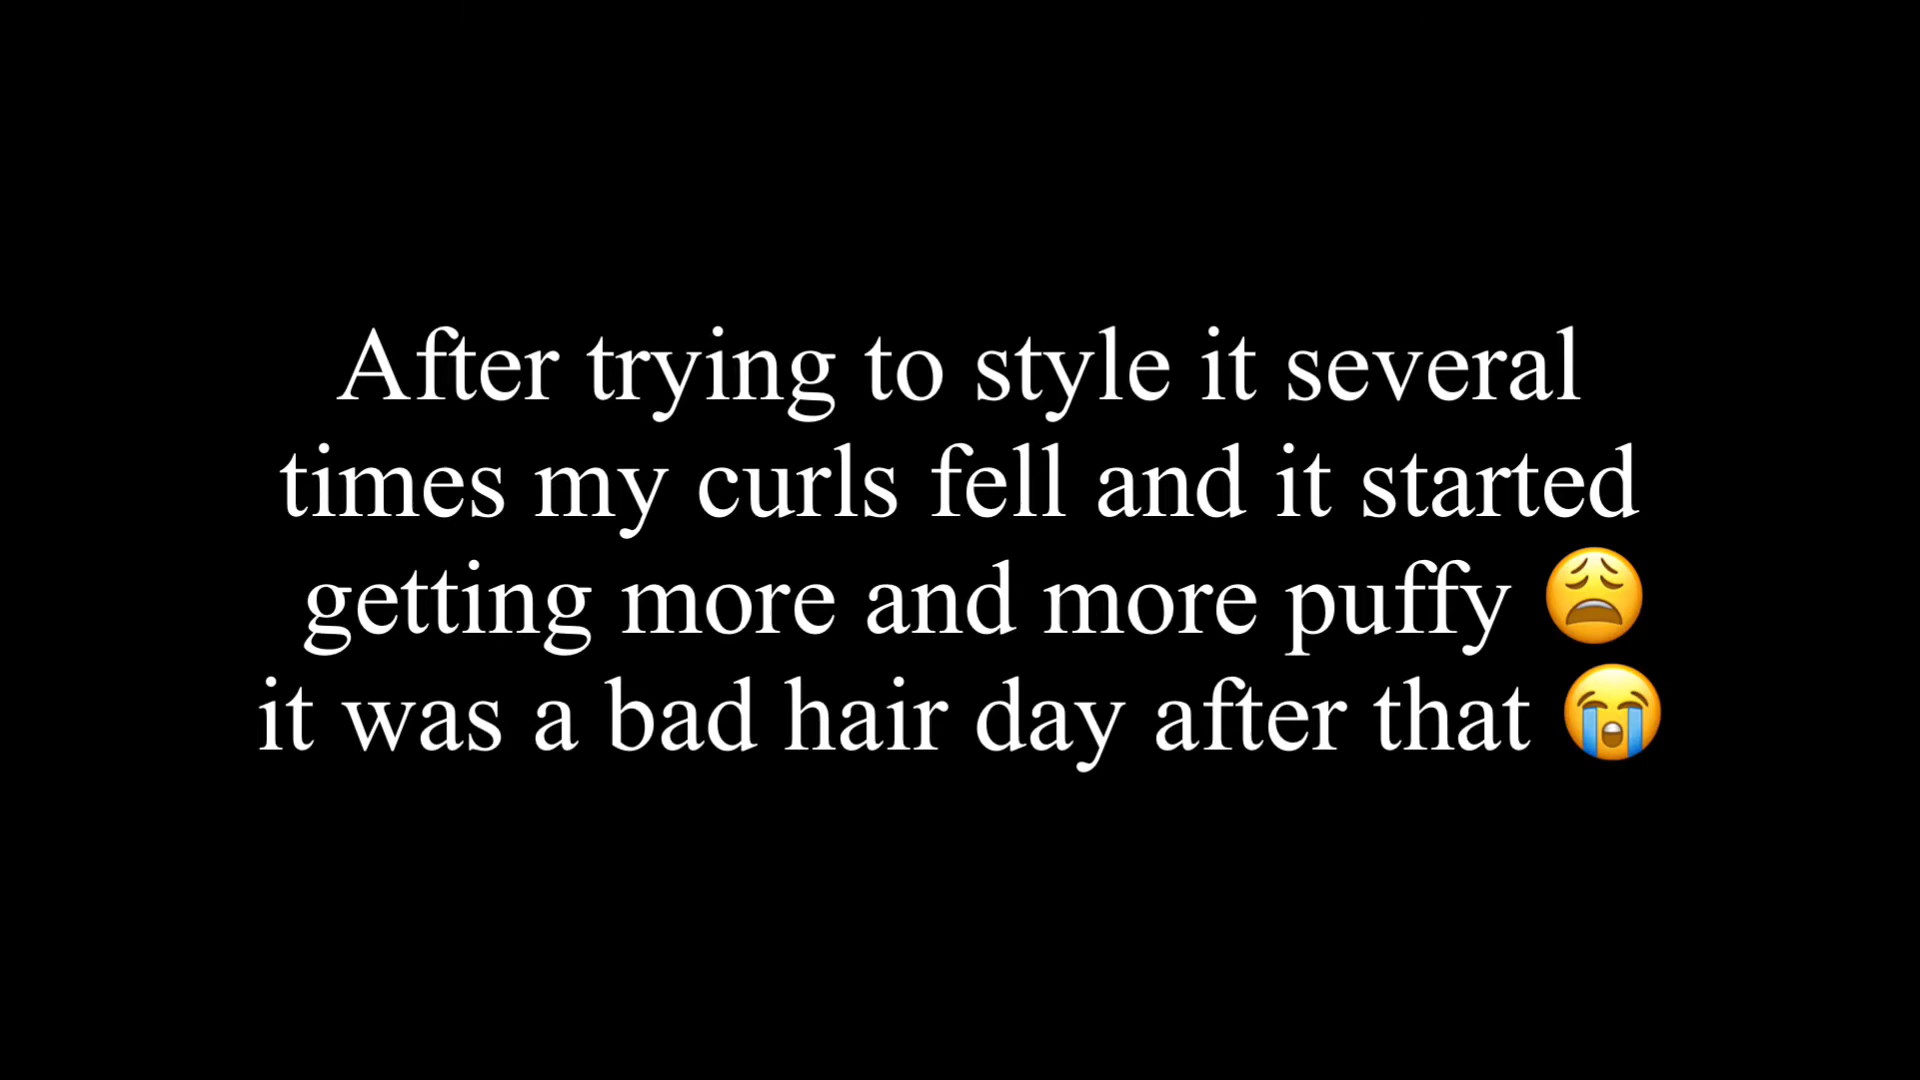 After trying to style it several
times my curls fell and it started
getting more and more puffy 😩
it was a bad hair day after that 😭